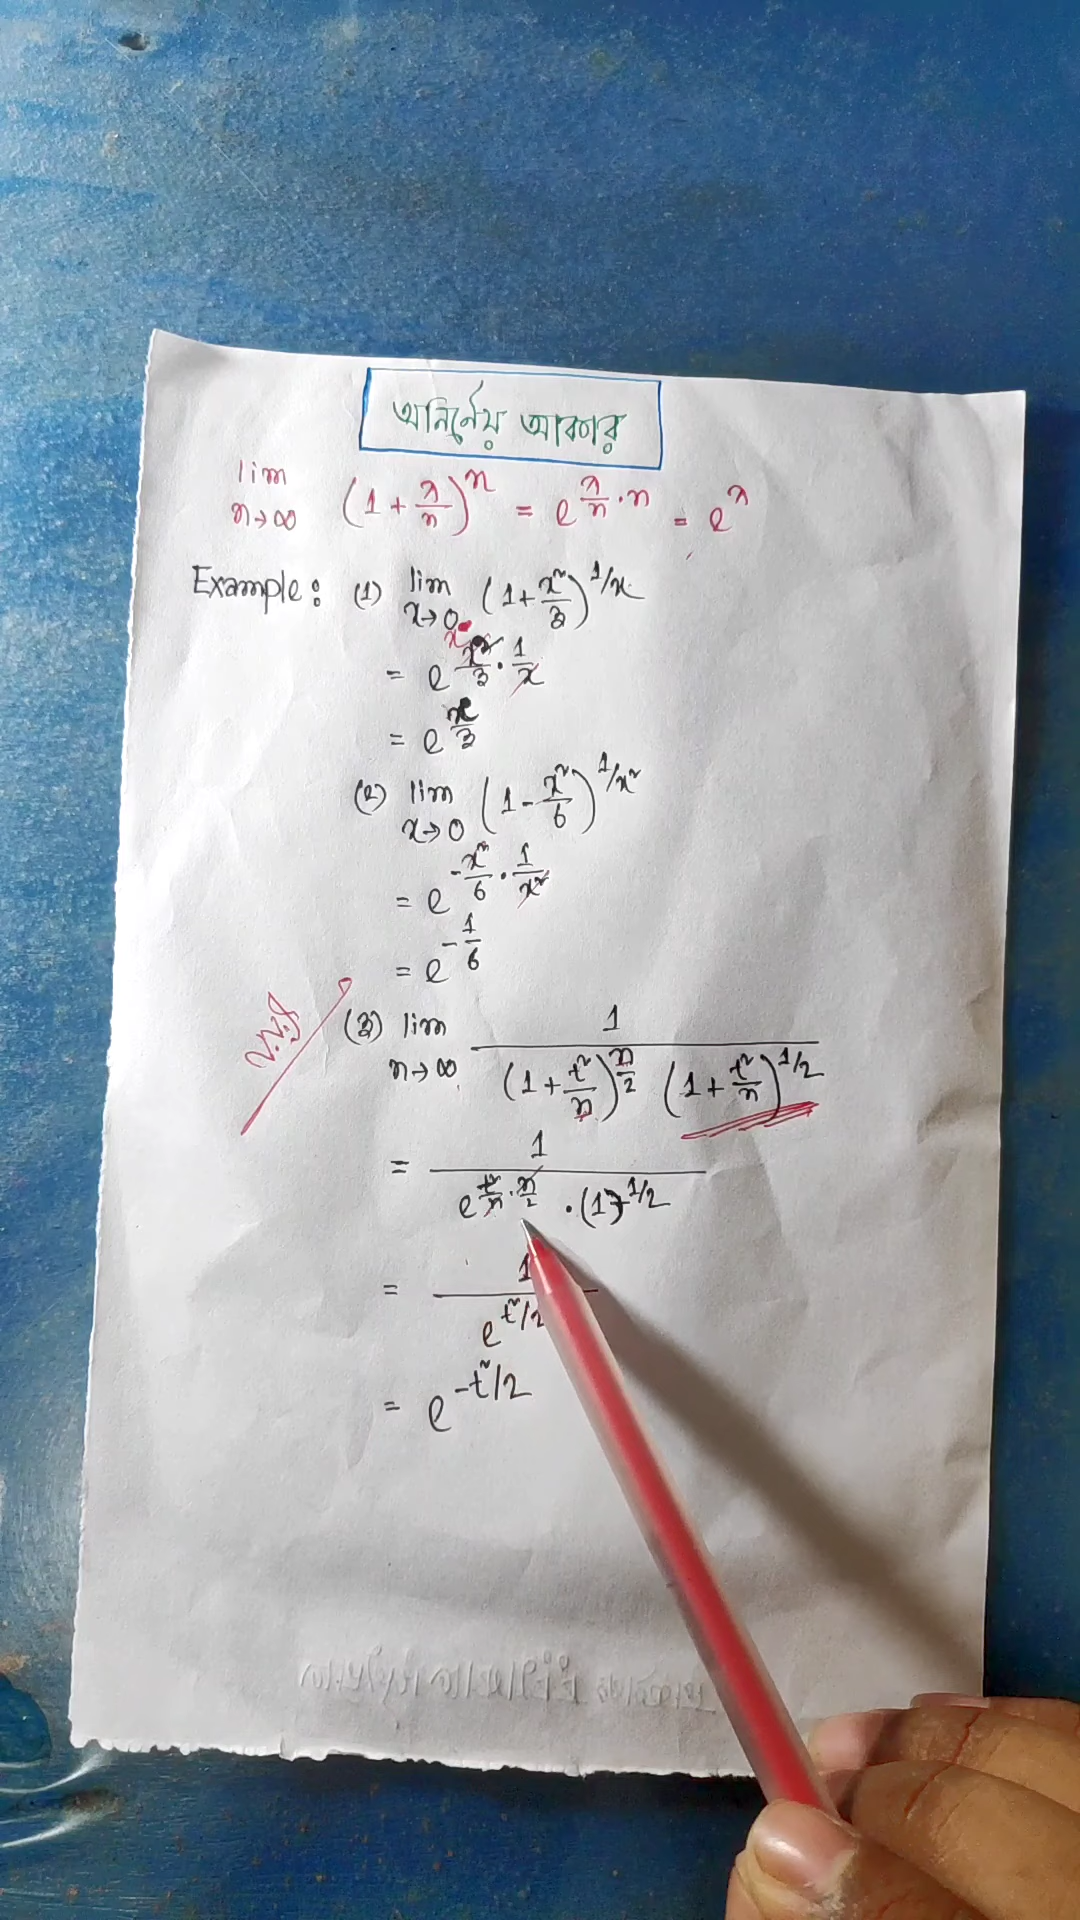 অনির্নেয় আকার
lim n→∞ (1 + λ/n)^n = e^(λ/n · n) = e^λ
Example: (1) lim x→0 (1 + x²/3)^(1/x)
= e^(x²/3 · 1/x)
= e^(x/3)
(2) lim x→0 (1 - x²/6)^(1/x²)
= e^(-x²/6 · 1/x²)
= e^(-1/6)
(3) lim n→∞ 1 / (1 + t²/n)^(n/2) (1 + t²/n)^(1/2)
= 1 / e^(t²/n · n/2) · (1)^(1/2)
= 1 / e^(t²/2)
= e^(-t²/2)